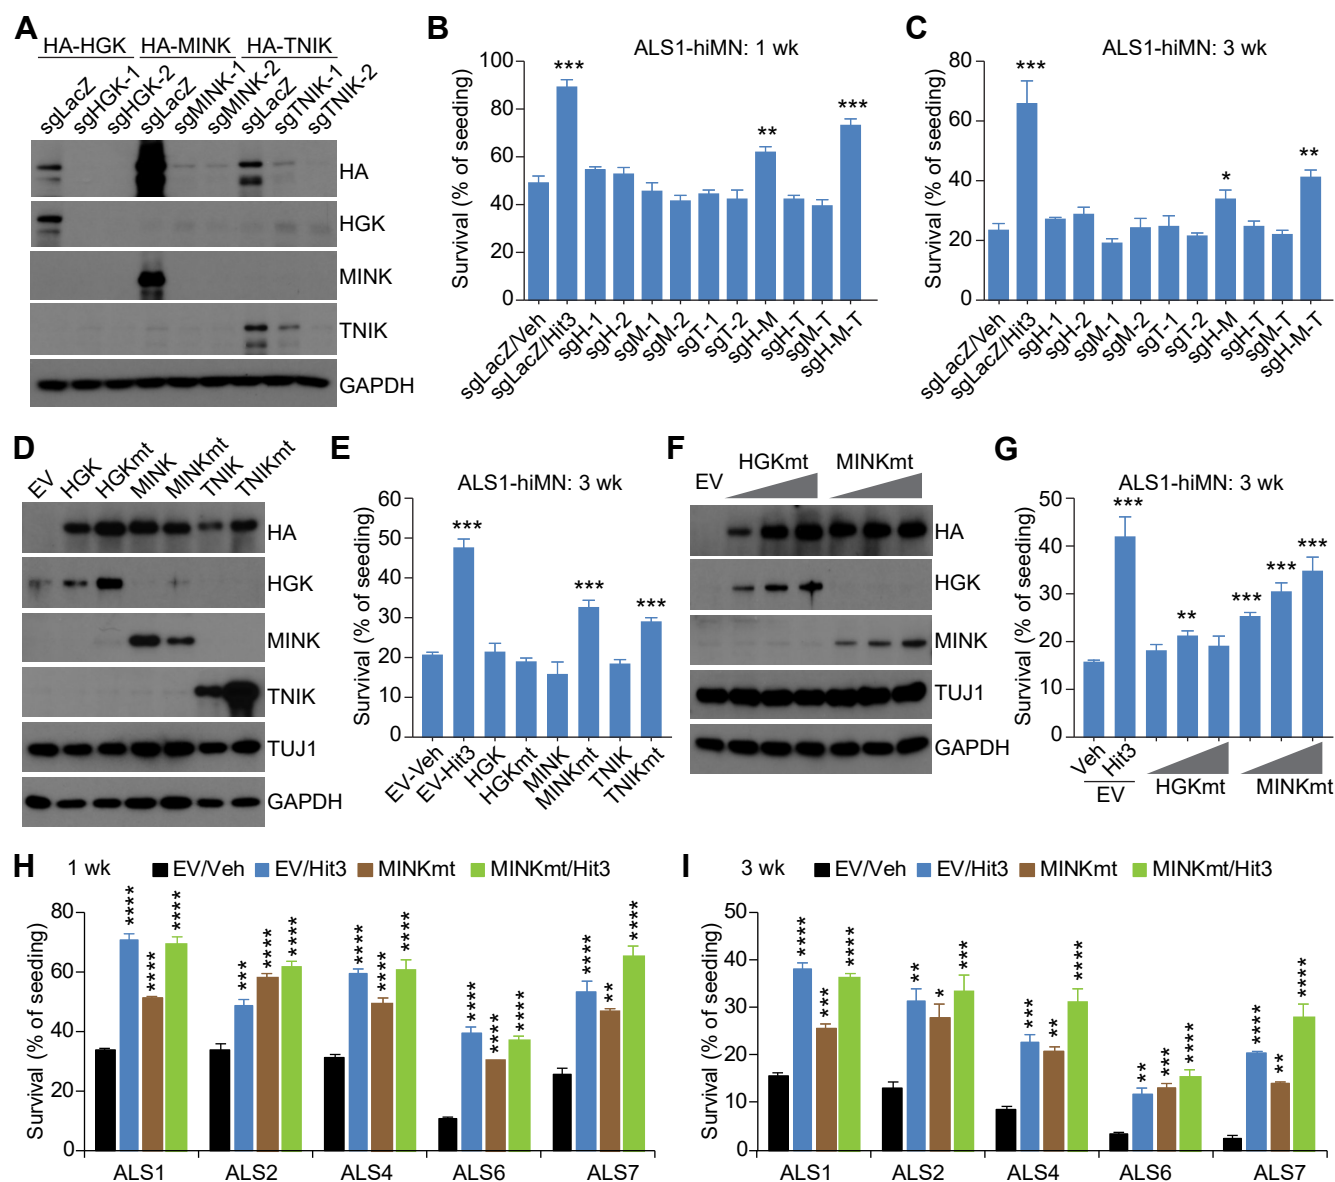 A
HA-HGK HA-MINK HA-TNIK
sgLacZ sgHGK-1 sgHGK-2 sgLacZ sgMINK-1 sgMINK-2 sgLacZ sgTNIK-1 sgTNIK-2
HA
HGK
MINK
TNIK
GAPDH
B
ALS1-hiMN: 1 wk
Survival (% of seeding)
100
80
60
40
20
0
*** ** ***
sgLacZ/Veh sgLacZ/Hit3 sgH-1 sgH-2 sgM-1 sgM-2 sgT-1 sgT-2 sgH-M sgH-T sgM-T sgH-M-T
C
ALS1-hiMN: 3 wk
Survival (% of seeding)
80
60
40
20
0
*** * **
sgLacZ/Veh sgLacZ/Hit3 sgH-1 sgH-2 sgM-1 sgM-2 sgT-1 sgT-2 sgH-M sgH-T sgM-T sgH-M-T
D
EV HGK HGKmt MINK MINKmt TNIK TNIKmt
HA
HGK
MINK
TNIK
TUJ1
GAPDH
E
ALS1-hiMN: 3 wk
Survival (% of seeding)
60
50
40
30
20
10
0
*** *** ***
EV-Veh EV-Hit3 HGK HGKmt MINK MINKmt TNIK TNIKmt
F
EV HGKmt MINKmt
HA
HGK
MINK
TUJ1
GAPDH
G
ALS1-hiMN: 3 wk
Survival (% of seeding)
50
40
30
20
10
0
*** ** *** *** ***
Veh Hit3
EV HGKmt MINKmt
H
1 wk EV/Veh EV/Hit3 MINKmt MINKmt/Hit3
Survival (% of seeding)
80
60
40
20
0
**** **** **** *** **** **** **** **** **** **** **** **** **** ** ****
ALS1 ALS2 ALS4 ALS6 ALS7
I
3 wk EV/Veh EV/Hit3 MINKmt MINKmt/Hit3
Survival (% of seeding)
50
40
30
20
10
0
**** *** **** ** * *** *** ** **** ** *** **** **** ** ****
ALS1 ALS2 ALS4 ALS6 ALS7